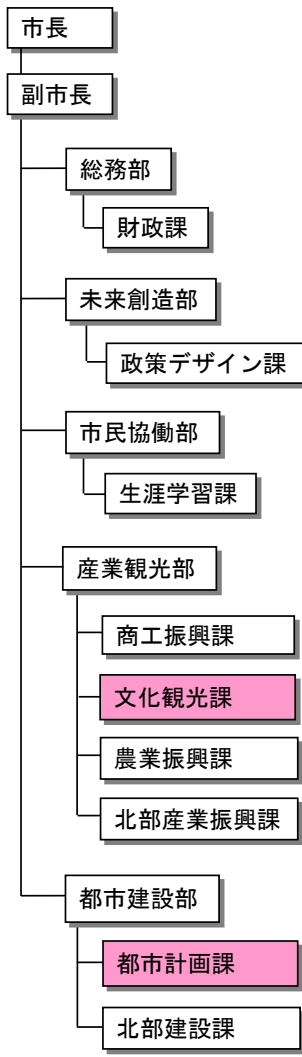 市長
副市長
総務部
財政課
未来創造部
政策デザイン課
市民協働部
生涯学習課
産業観光部
商工振興課
文化観光課
農業振興課
北部産業振興課
都市建設部
都市計画課
北部建設課